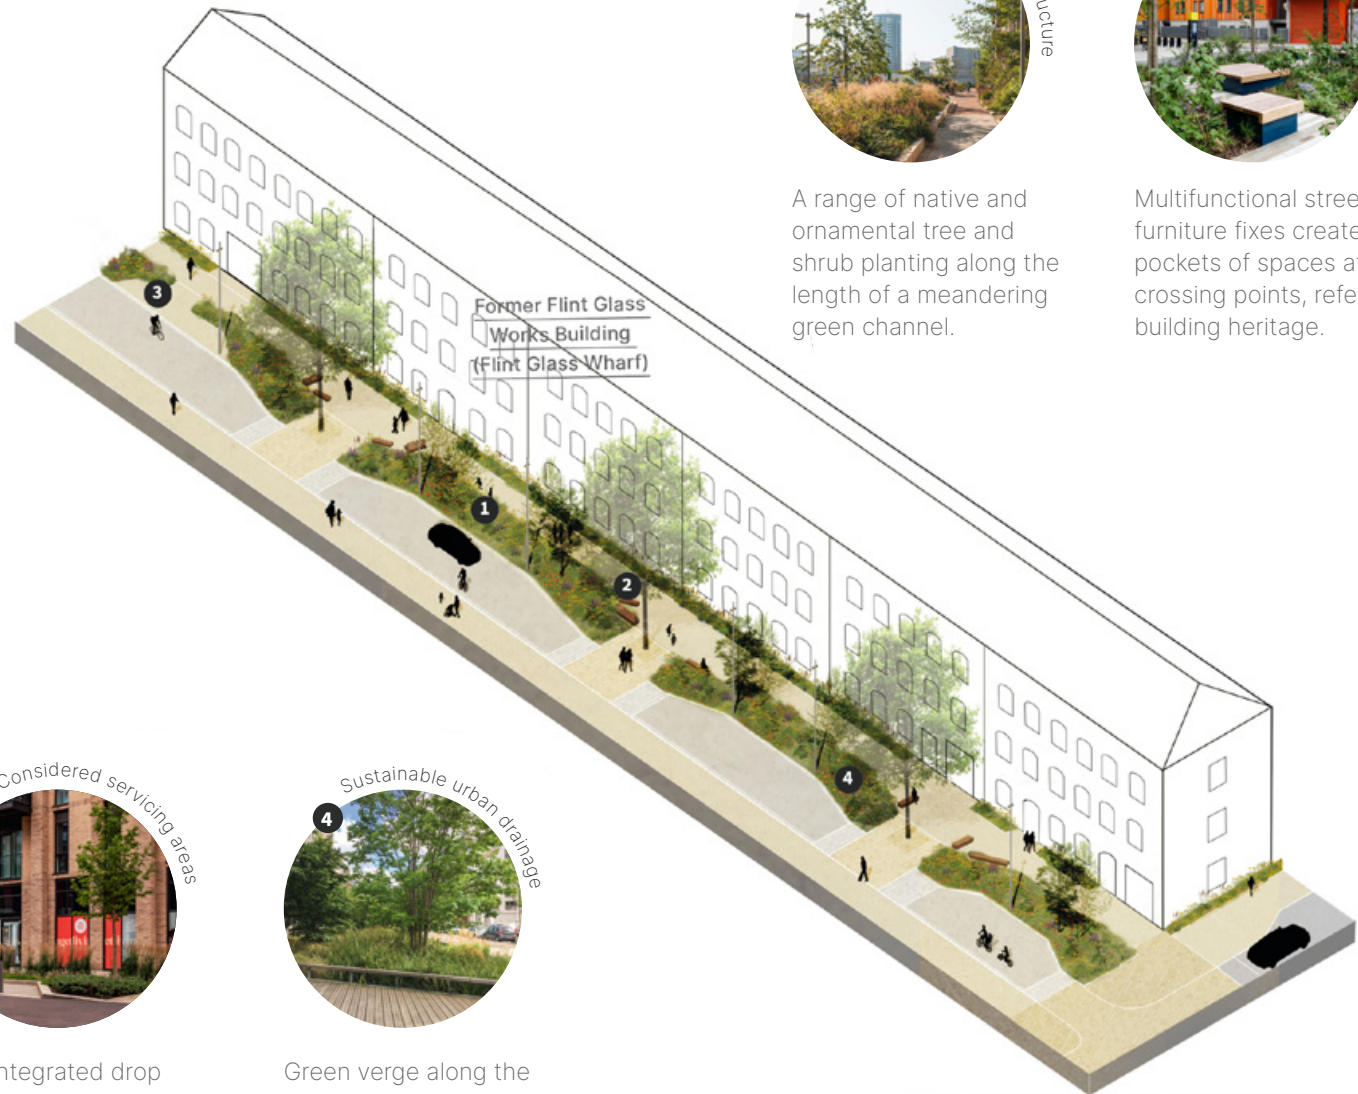 ucture
A range of native and
ornamental tree and
shrub planting along the
length of a meandering
green channel.
Multifunctional stree
furniture fixes create
pockets of spaces a
crossing points, refe
building heritage.
Former Flint Glass
Works Building
(Flint Glass Wharf)
3
1
2
4
Considered servicing areas
ntegrated drop
4
Sustainable urban drainage
Green verge along the